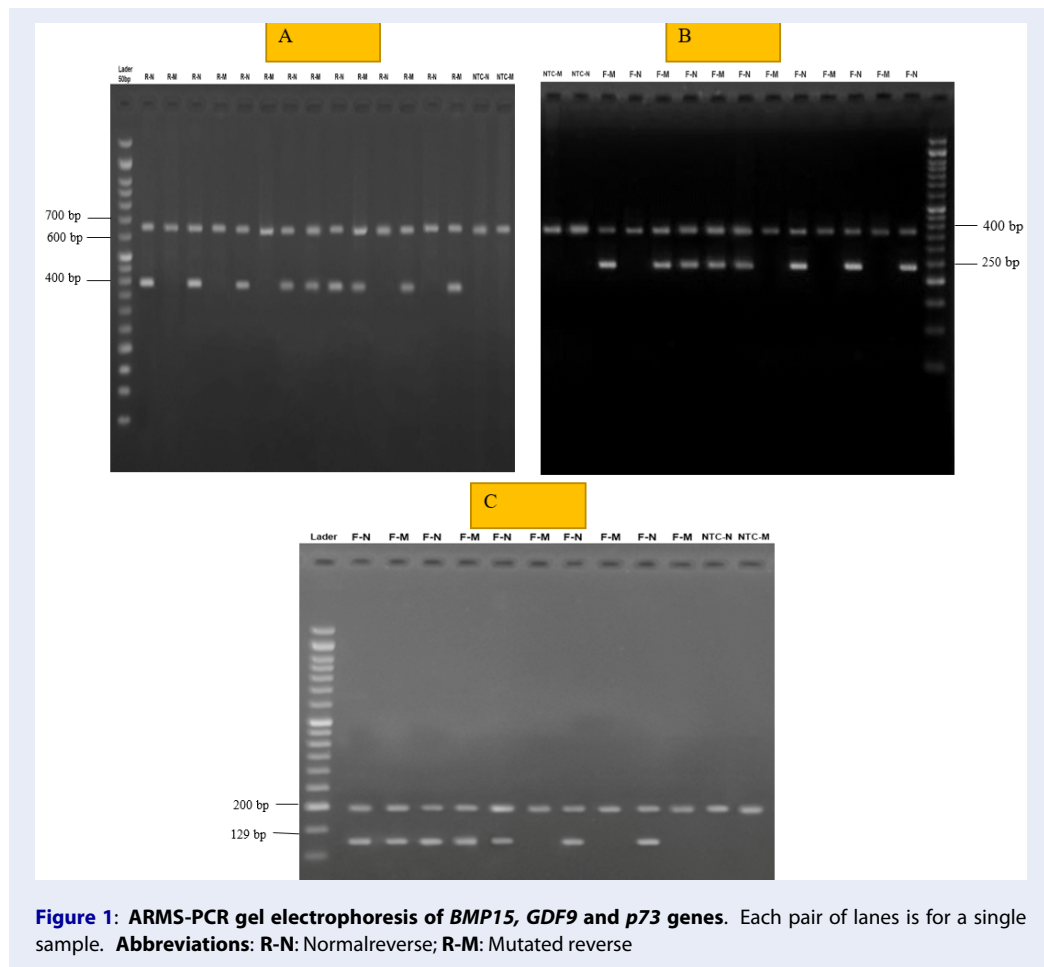 A
Lader
50bp
R-N R-M R-N R-M R-N R-M R-N R-M R-N R-M R-N R-M R-N R-M NTC-N NTC-M
700 bp
600 bp
400 bp
B
NTC-M NTC-N F-M F-N F-M F-N F-M F-N F-M F-N F-M F-N F-M F-N
400 bp
250 bp
C
Lader F-N F-M F-N F-M F-N F-M F-N F-M F-N F-M NTC-N NTC-M
200 bp
129 bp
Figure 1: ARMS-PCR gel electrophoresis of BMP15, GDF9 and p73 genes. Each pair of lanes is for a single
sample. Abbreviations: R-N: Normalreverse; R-M: Mutated reverse